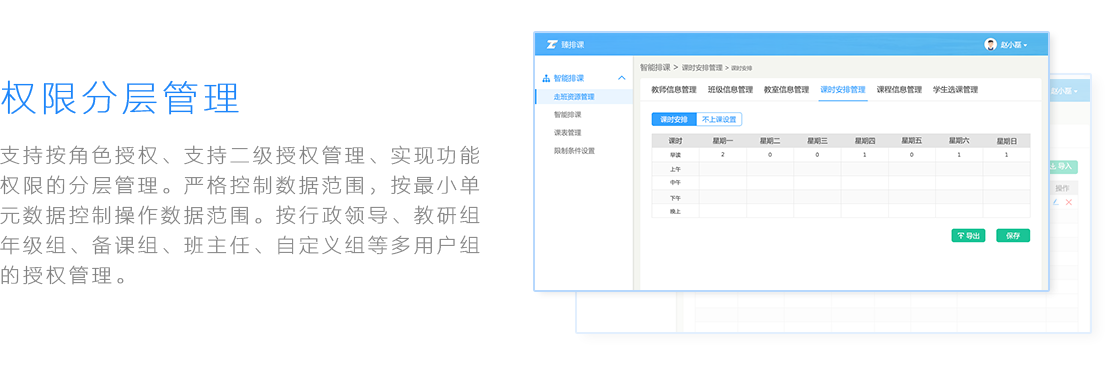 权限分层管理
支持按角色授权、支持二级授权管理、实现功能
权限的分层管理。严格控制数据范围，按最小单
元数据控制操作数据范围。按行政领导、教研组
年级组、备课组、班主任、自定义组等多用户组
的授权管理。
臻排课
赵小磊
智能排课
走班资源管理
智能排课
课表管理
限制条件设置
智能排课 > 课时安排管理 > 课时安排
教师信息管理 班级信息管理 教室信息管理 课时安排管理 课程信息管理 学生选课管理
课时安排 不上课设置
课时 星期一 星期二 星期三 星期四 星期五 星期六 星期日
早读 2 0 0 1 0 1 1
上午
中午
下午
晚上
导出 保存
赵小磊
导入
操作